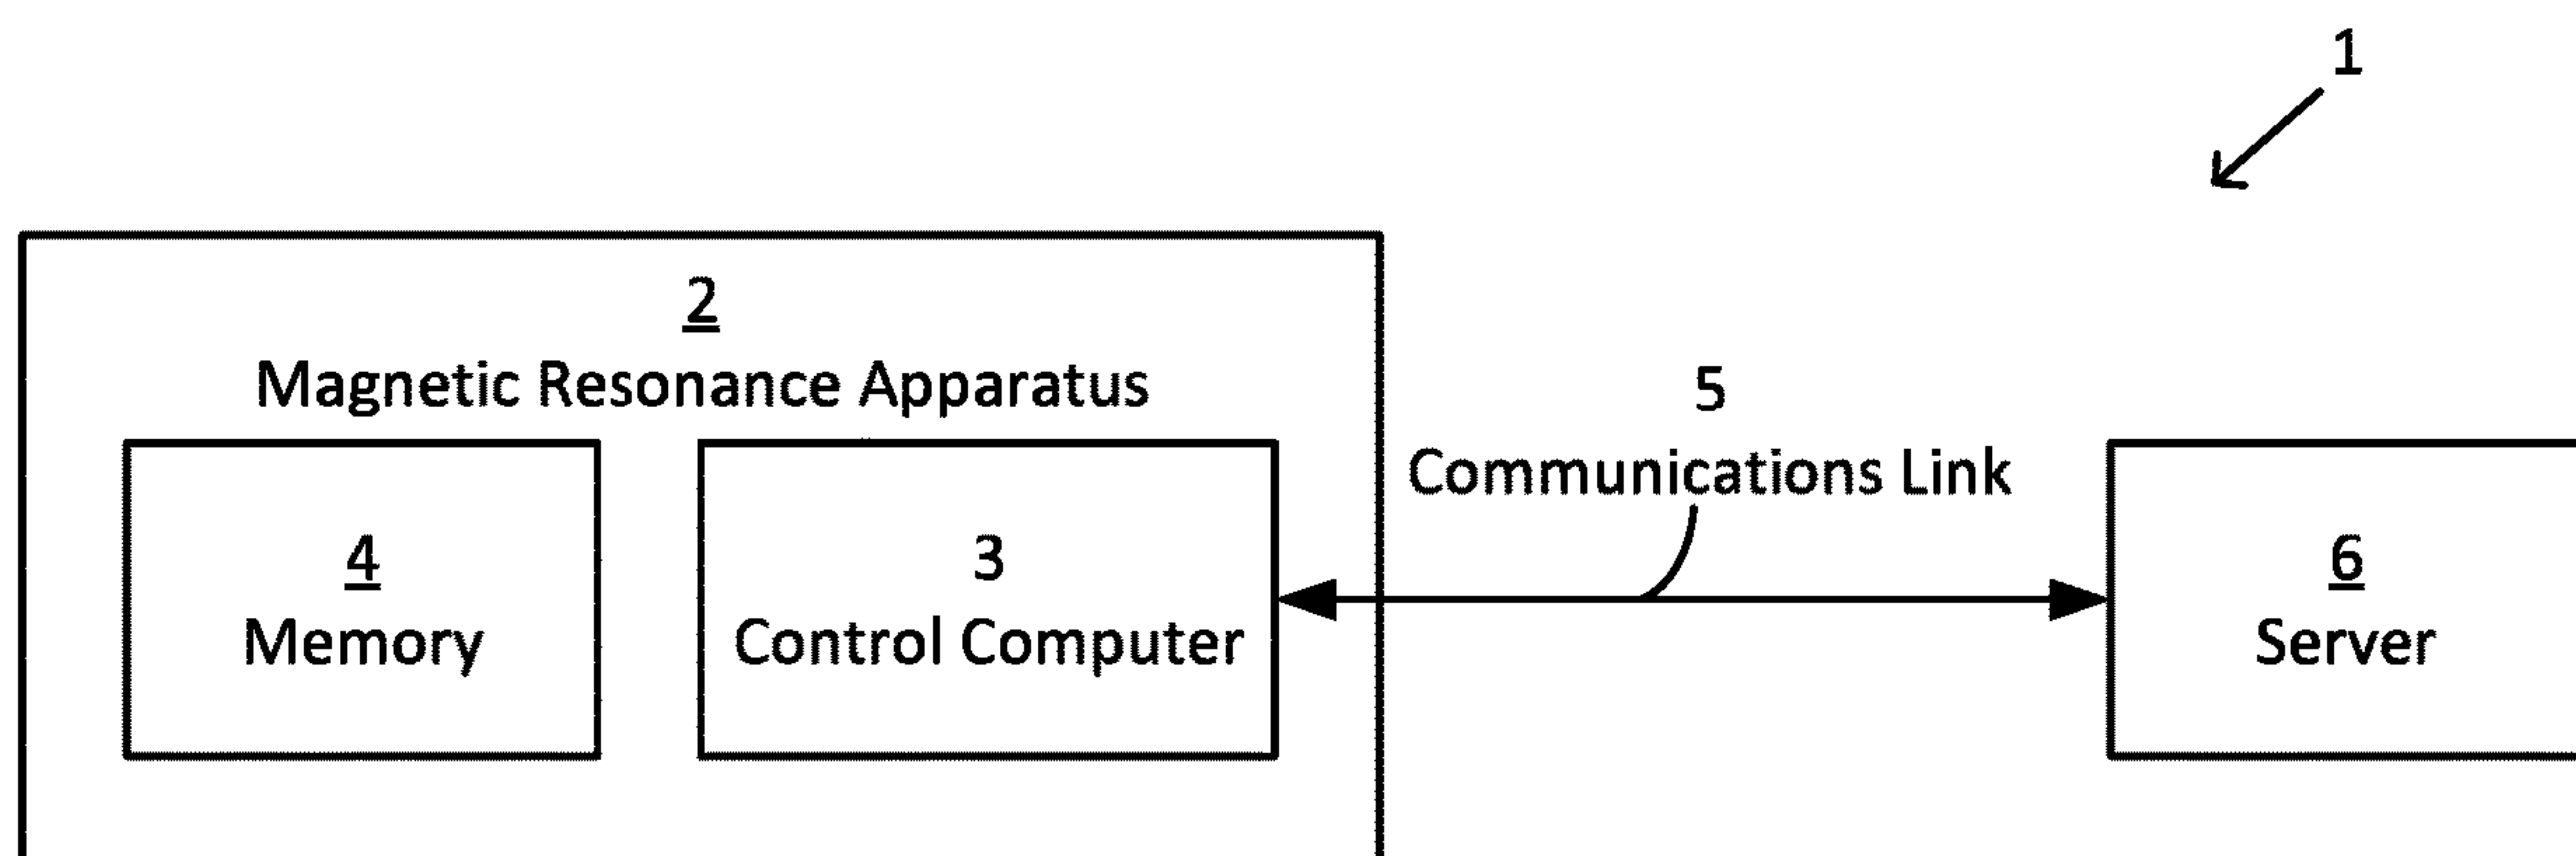 1
2
Magnetic Resonance Apparatus
5
Communications Link
4
Memory
3
Control Computer
6
Server